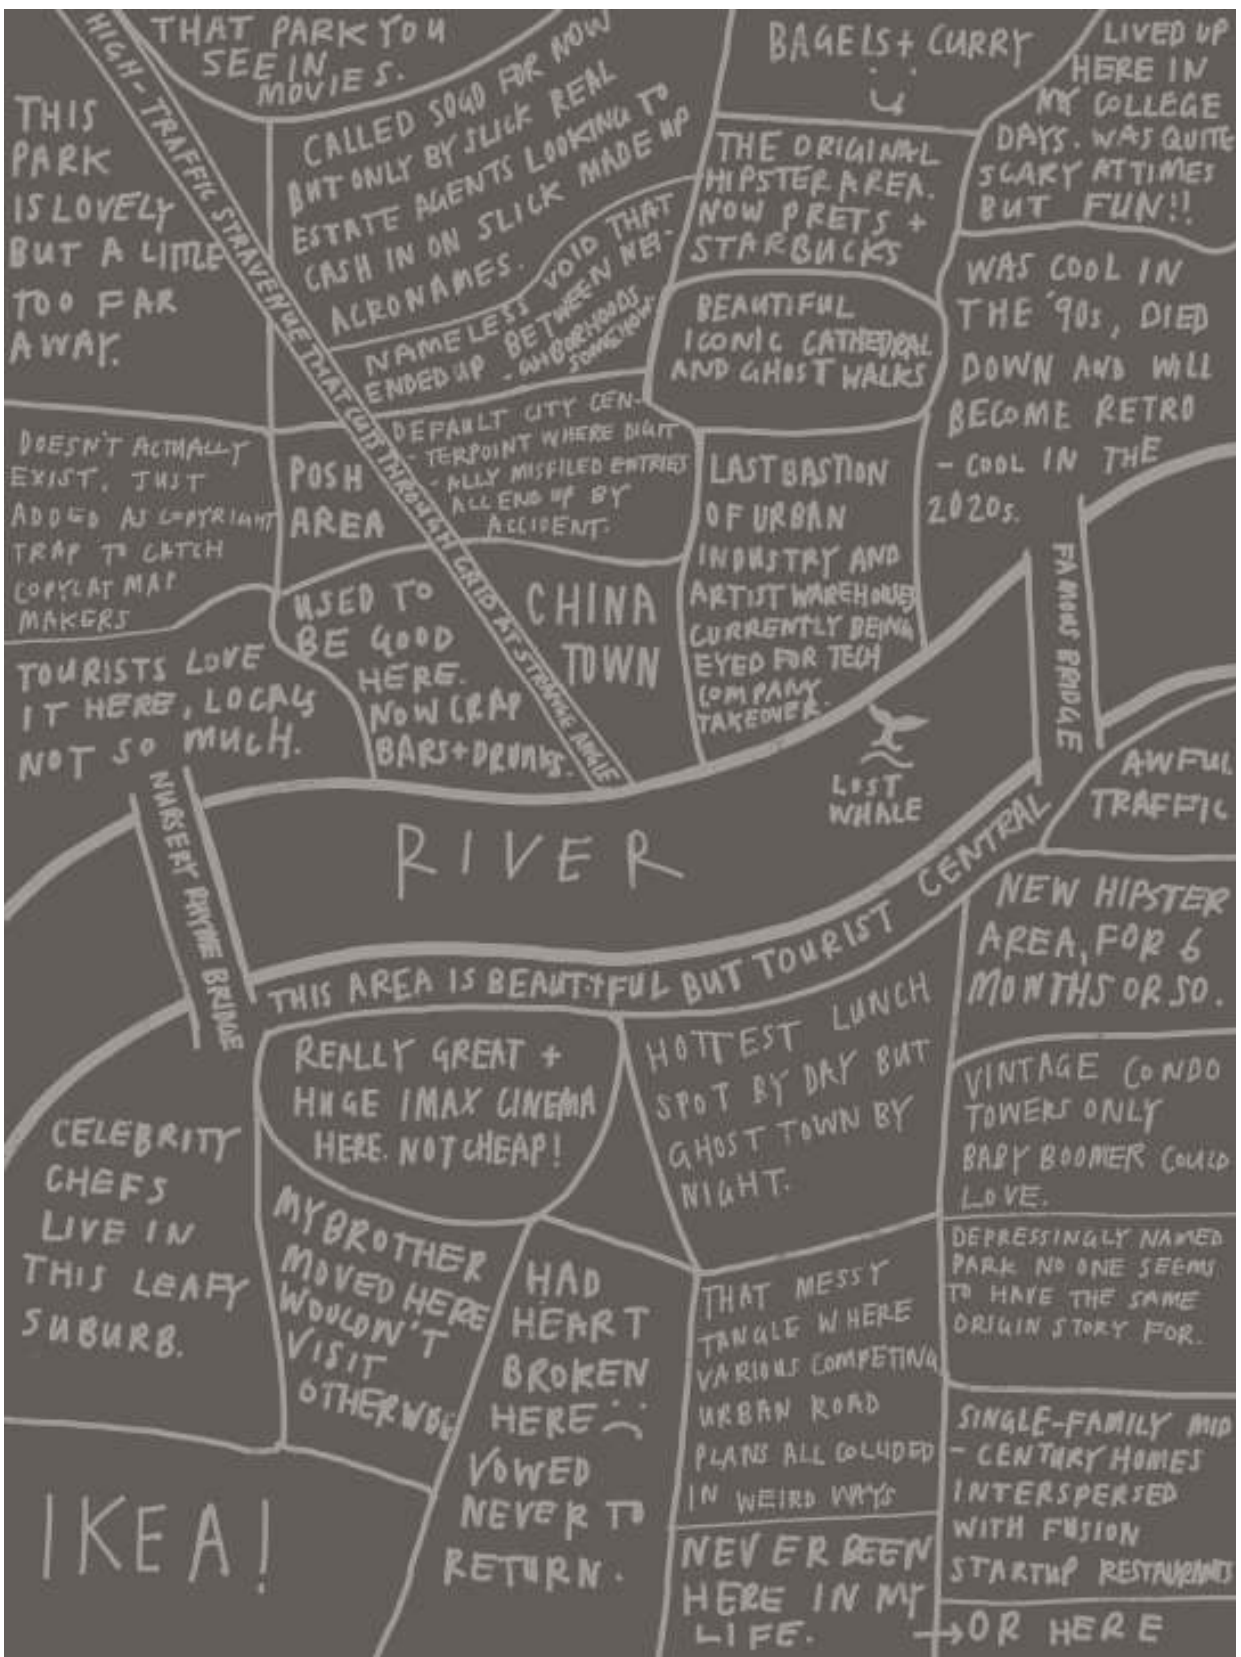 THAT PARK YOU
SEE IN
MOVIES.
HIGH-TRAFFIC STRAVENUE THAT CUTS THROUGH GRID AT STRANGE ANGLE
THIS
PARK
IS LOVELY
BUT A LITTLE
TOO FAR
AWAY.
CALLED SOGO FOR NOW
BUT ONLY BY SLICK REAL
ESTATE AGENTS LOOKING TO
CASH IN ON SLICK MADE UP
ACRONAMES.
NAMELESS VOID THAT
ENDED UP BETWEEN NEI-
-GHBORHOODS
SOMEHOW.
BAGELS + CURRY
LIVED UP
HERE IN
MY COLLEGE
DAYS. WAS QUITE
SCARY AT TIMES
BUT FUN!!
THE ORIGINAL
HIPSTER AREA.
NOW PRETS +
STARBUCKS
BEAUTIFUL
ICONIC CATHEDRAL
AND GHOST WALKS
WAS COOL IN
THE '90s, DIED
DOWN AND WILL
BECOME RETRO
-COOL IN THE
2020s.
DOESN'T ACTUALLY
EXIST. JUST
ADDED AS COPYRIGHT
TRAP TO CATCH
COPYCAT MAP
MAKERS
POSH
AREA
DEFAULT CITY CEN-
-TERPOINT WHERE DIGIT
-ALLY MISFILED ENTRIES
ALL END UP BY
ACCIDENT.
LAST BASTION
OF URBAN
INDUSTRY AND
ARTIST WAREHOUSES
CURRENTLY BEING
EYED FOR TECH
COMPANY
TAKEOVER.
USED TO
BE GOOD
HERE.
NOW CRAP
BARS + DRUNKS.
CHINA
TOWN
TOURISTS LOVE
IT HERE, LOCALS
NOT SO MUCH.
FAMOUS BRIDGE
LOST
WHALE
NURSERY RHYME BRIDGE
RIVER
AWFUL
TRAFFIC
THIS AREA IS BEAUTIFUL BUT TOURIST CENTRAL
NEW HIPSTER
AREA, FOR 6
MONTHS OR SO.
REALLY GREAT +
HUGE IMAX CINEMA
HERE. NOT CHEAP!
HOTTEST LUNCH
SPOT BY DAY BUT
GHOST TOWN BY
NIGHT.
VINTAGE CONDO
TOWERS ONLY
BABY BOOMER COULD
LOVE.
CELEBRITY
CHEFS
LIVE IN
THIS LEAFY
SUBURB.
MY BROTHER
MOVED HERE
WOULDN'T
VISIT
OTHERWISE
HAD
HEART
BROKEN
HERE
VOWED
NEVER TO
RETURN.
THAT MESSY
TANGLE WHERE
VARIOUS COMPETING
URBAN ROAD
PLANS ALL COLLIDED
IN WEIRD WAYS
DEPRESSINGLY NAMED
PARK NO ONE SEEMS
TO HAVE THE SAME
ORIGIN STORY FOR.
SINGLE-FAMILY MID
-CENTURY HOMES
INTERSPERSED
WITH FUSION
STARTUP RESTAURANTS
IKEA!
NEVER BEEN
HERE IN MY
LIFE.
→OR HERE